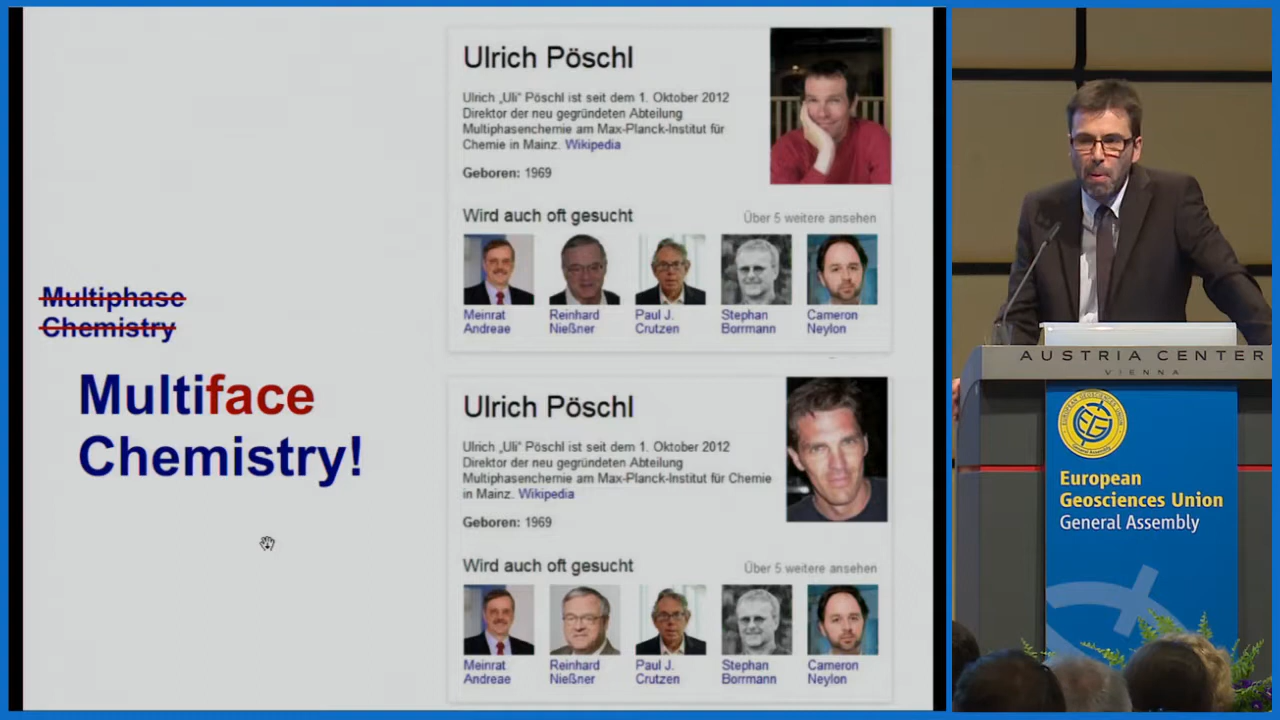 Multiphase
Chemistry
Multiface
Chemistry!
Ulrich Pöschl
Ulrich „Uli“ Pöschl ist seit dem 1. Oktober 2012
Direktor der neu gegründeten Abteilung
Multiphasenchemie am Max-Planck-Institut für
Chemie in Mainz. Wikipedia
Geboren: 1969
Wird auch oft gesucht
Über 5 weitere ansehen
Meinrat Andreae
Reinhard Nießner
Paul J. Crutzen
Stephan Borrmann
Cameron Neylon
Ulrich Pöschl
Ulrich „Uli“ Pöschl ist seit dem 1. Oktober 2012
Direktor der neu gegründeten Abteilung
Multiphasenchemie am Max-Planck-Institut für Chemie
in Mainz. Wikipedia
Geboren: 1969
Wird auch oft gesucht
Über 5 weitere ansehen
Meinrat Andreae
Reinhard Nießner
Paul J. Crutzen
Stephan Borrmann
Cameron Neylon
AUSTRIA CENTER
VIENNA
European
Geosciences Union
General Assembly